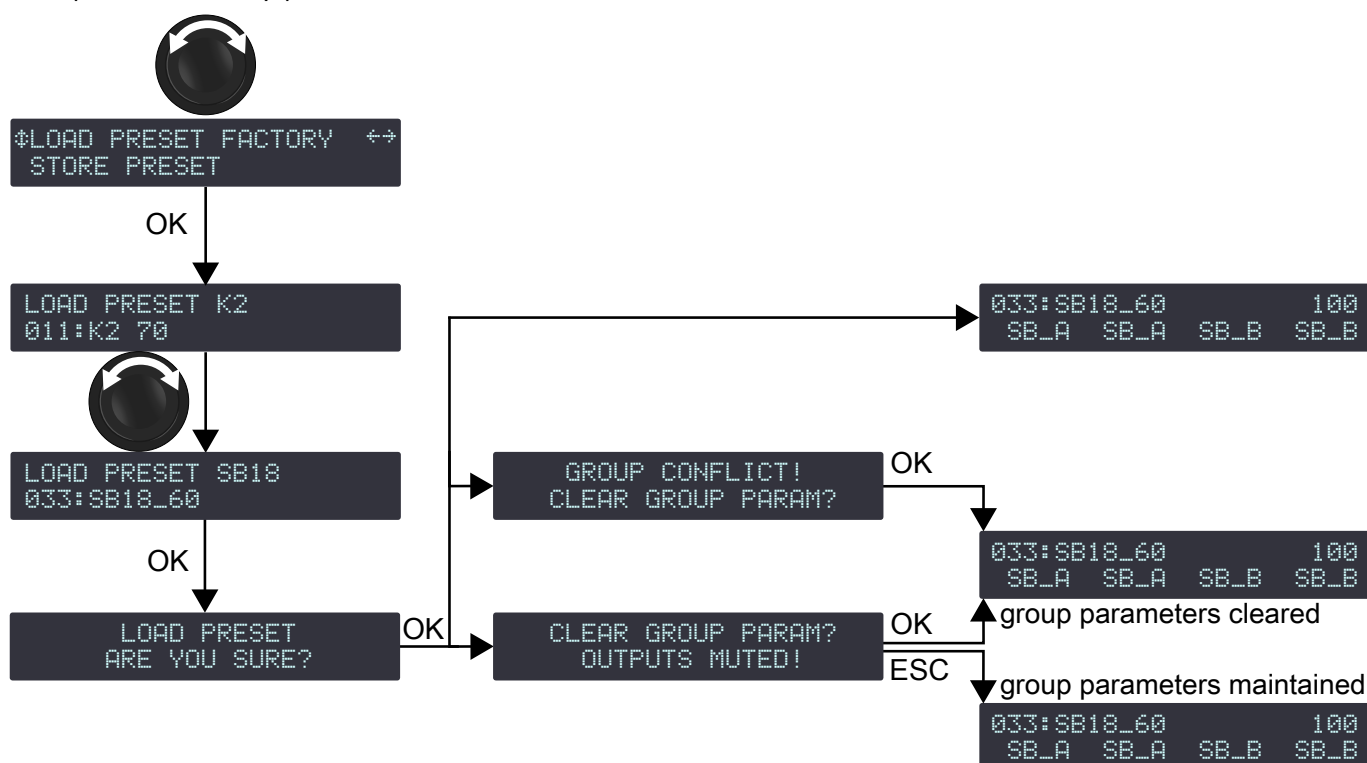 ⇕LOAD PRESET FACTORY ←→
STORE PRESET
OK
LOAD PRESET K2
011:K2 70
LOAD PRESET SB18
033:SB18_60
OK
LOAD PRESET
ARE YOU SURE?
OK
033:SB18_60 100
SB_A SB_A SB_B SB_B
GROUP CONFLICT!
CLEAR GROUP PARAM?
OK
033:SB18_60 100
SB_A SB_A SB_B SB_B
group parameters cleared
CLEAR GROUP PARAM?
OUTPUTS MUTED!
OK
ESC
group parameters maintained
033:SB18_60 100
SB_A SB_A SB_B SB_B